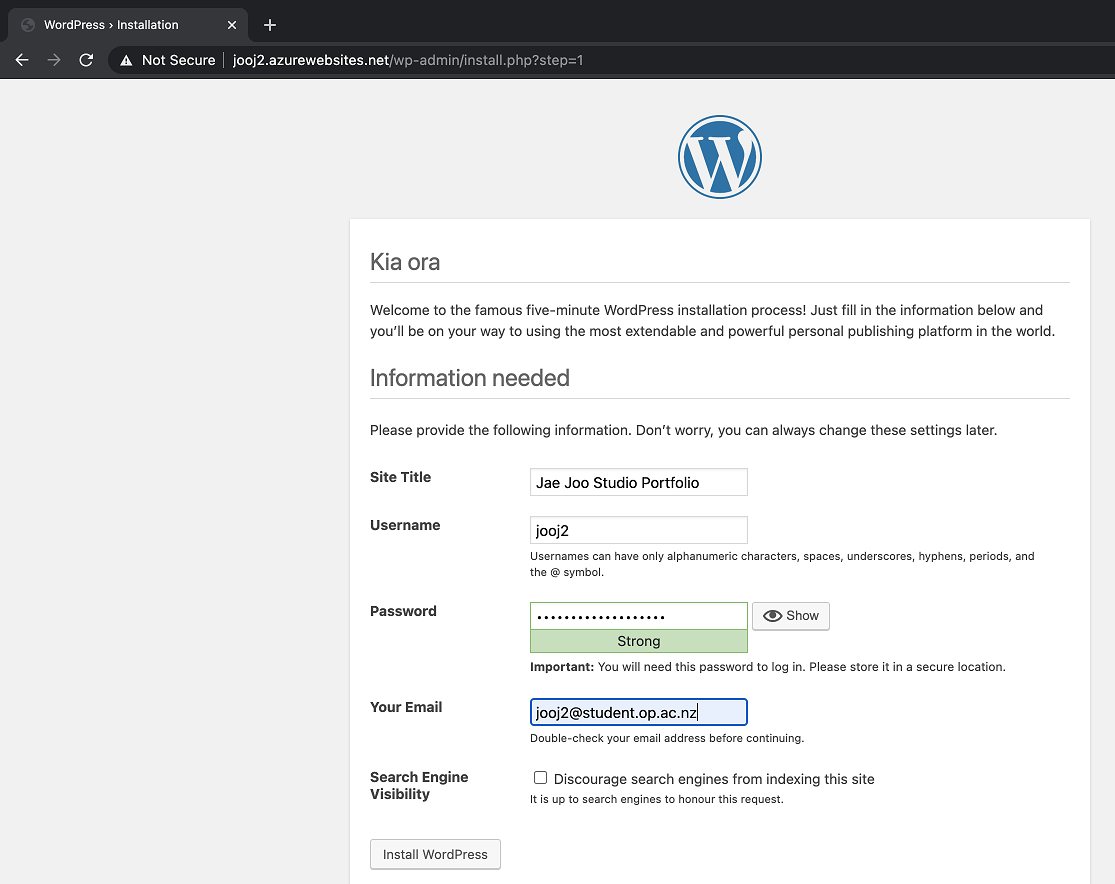 WordPress › Installation
Not Secure
jooj2.azurewebsites.net/wp-admin/install.php?step=1
W
Kia ora
Welcome to the famous five-minute WordPress installation process! Just fill in the information below and
you’ll be on your way to using the most extendable and powerful personal publishing platform in the world.
Information needed
Please provide the following information. Don’t worry, you can always change these settings later.
Site Title
Jae Joo Studio Portfolio
Username
jooj2
Usernames can have only alphanumeric characters, spaces, underscores, hyphens, periods, and
the @ symbol.
Password
•••••••••••••••••••
Show
Strong
Important: You will need this password to log in. Please store it in a secure location.
Your Email
jooj2@student.op.ac.nz
Double-check your email address before continuing.
Search Engine
Visibility
Discourage search engines from indexing this site
It is up to search engines to honour this request.
Install WordPress